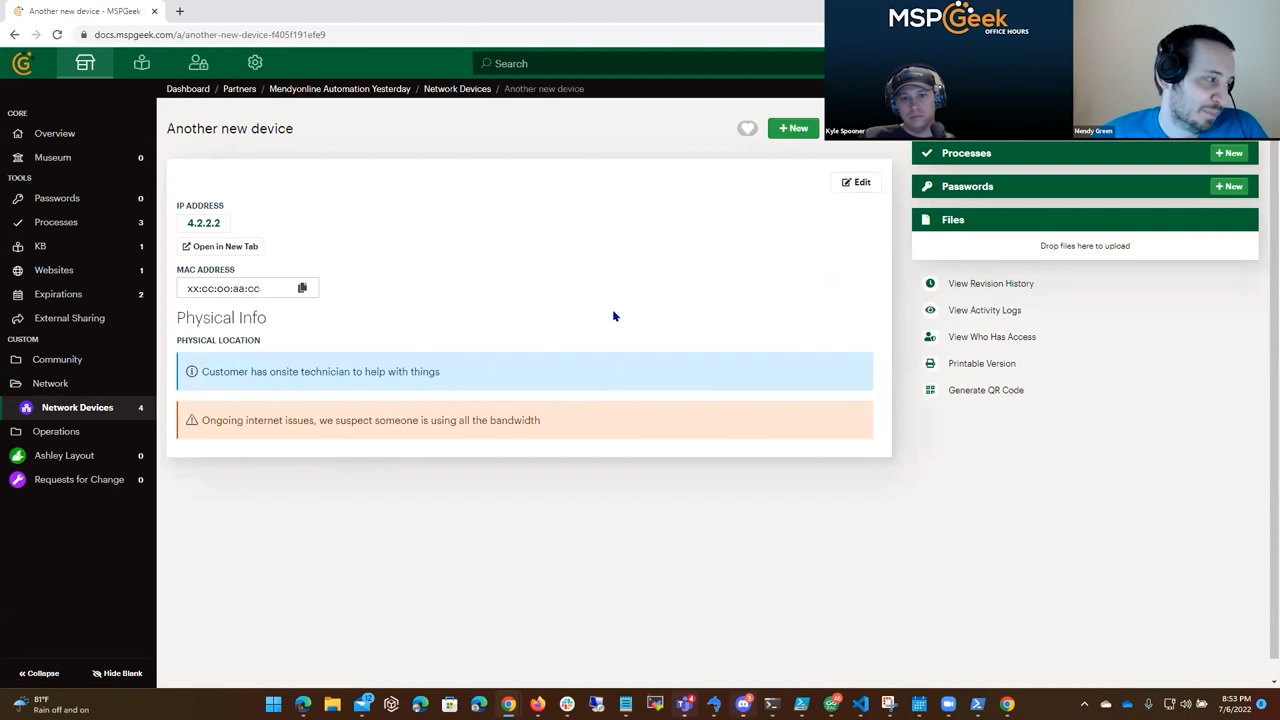 Another new device - MSPGeek
docs.mspgeek.com/a/another-new-device-f405f191efe9
Search
MSPGeek
OFFICE HOURS
Kyle Spooner
Mendy Green
Dashboard
Partners
Mendyonline Automation Yesterday
Network Devices
Another new device
CORE
Overview
Museum 0
TOOLS
Passwords 0
Processes 3
KB 1
Websites 1
Expirations 2
External Sharing
CUSTOM
Community
Network
Network Devices 4
Operations
Ashley Layout 0
Requests for Change 0
Collapse
Hide Blank
Another new device
+ New
Edit
IP ADDRESS
4.2.2.2
Open in New Tab
MAC ADDRESS
xx:cc:oo:aa:cc
Physical Info
PHYSICAL LOCATION
Customer has onsite technician to help with things
Ongoing internet issues, we suspect someone is using all the bandwidth
Processes
+ New
Passwords
+ New
Files
Drop files here to upload
View Revision History
View Activity Logs
View Who Has Access
Printable Version
Generate QR Code
81°F
Rain off and on
12
4
3
8:53 PM
7/6/2022